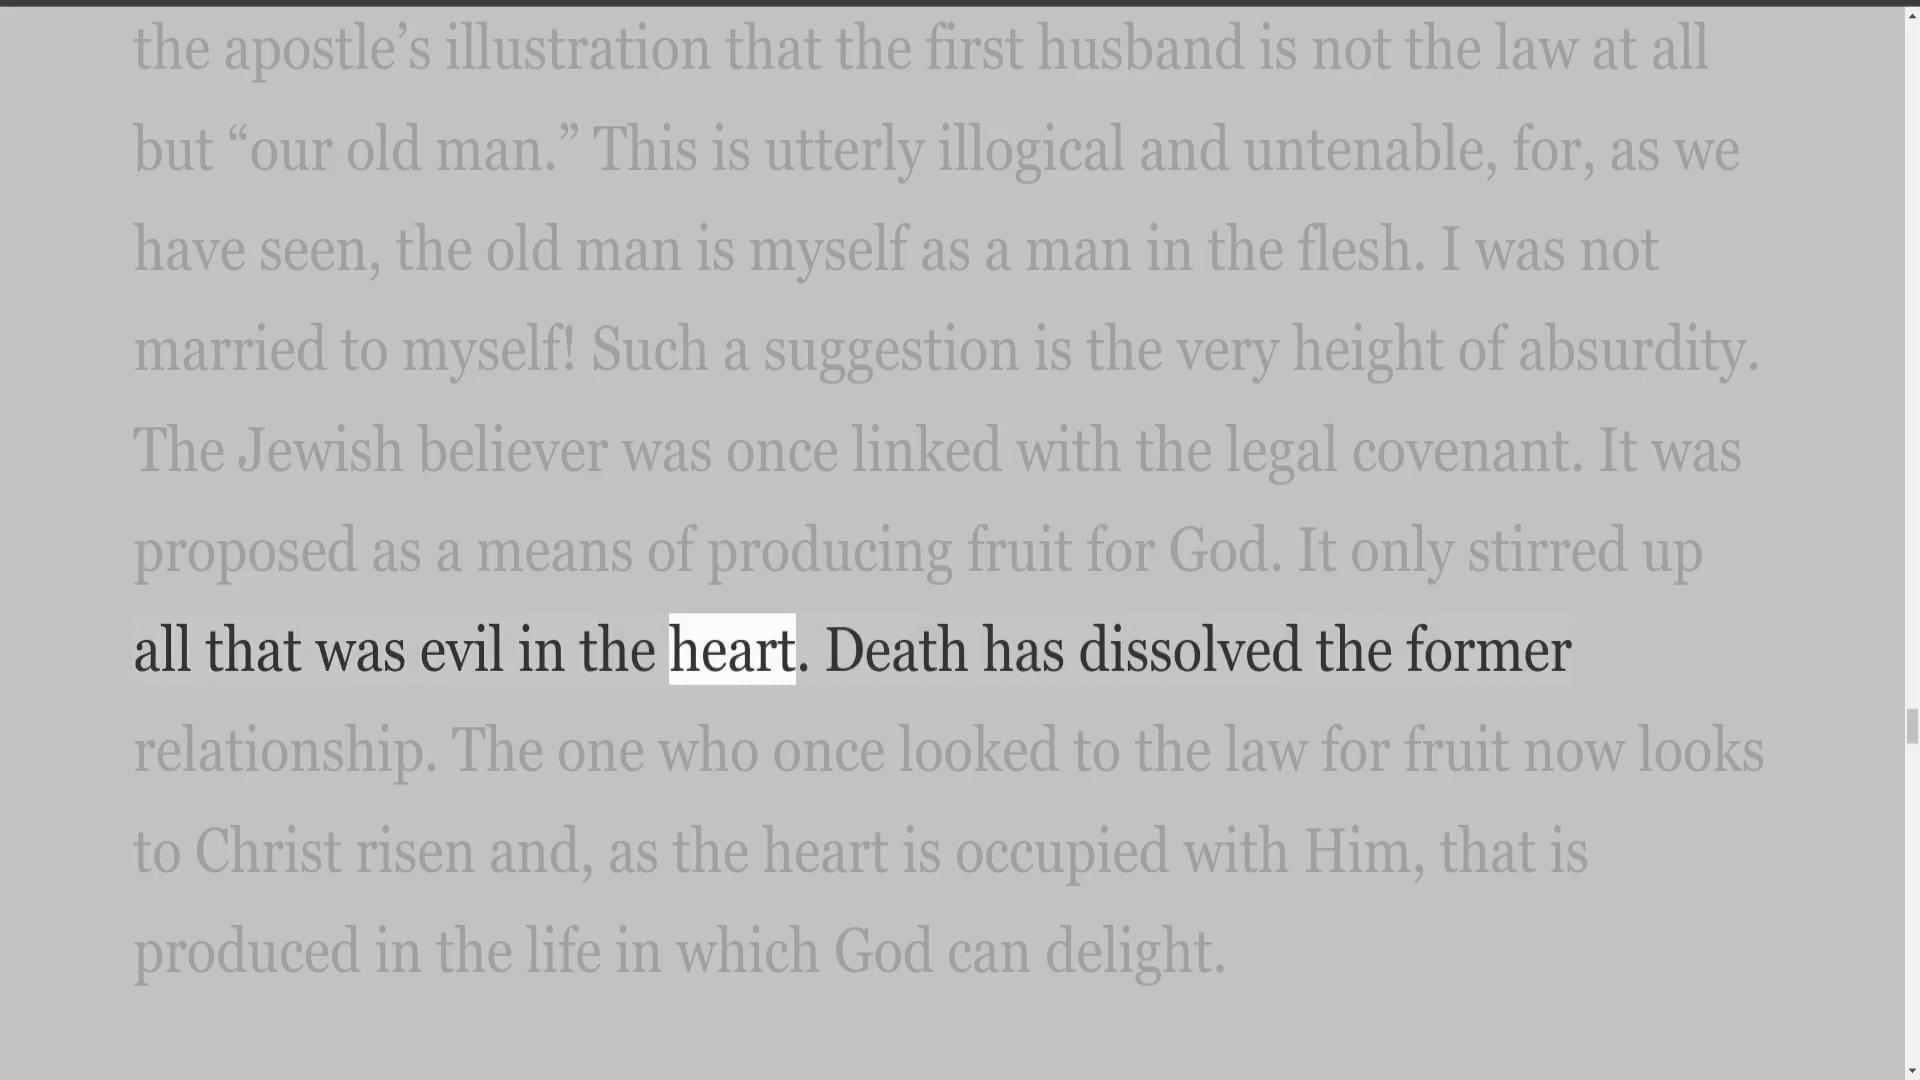 the apostle’s illustration that the first husband is not the law at all
but “our old man.” This is utterly illogical and untenable, for, as we
have seen, the old man is myself as a man in the flesh. I was not
married to myself! Such a suggestion is the very height of absurdity.
The Jewish believer was once linked with the legal covenant. It was
proposed as a means of producing fruit for God. It only stirred up
all that was evil in the heart. Death has dissolved the former
relationship. The one who once looked to the law for fruit now looks
to Christ risen and, as the heart is occupied with Him, that is
produced in the life in which God can delight.